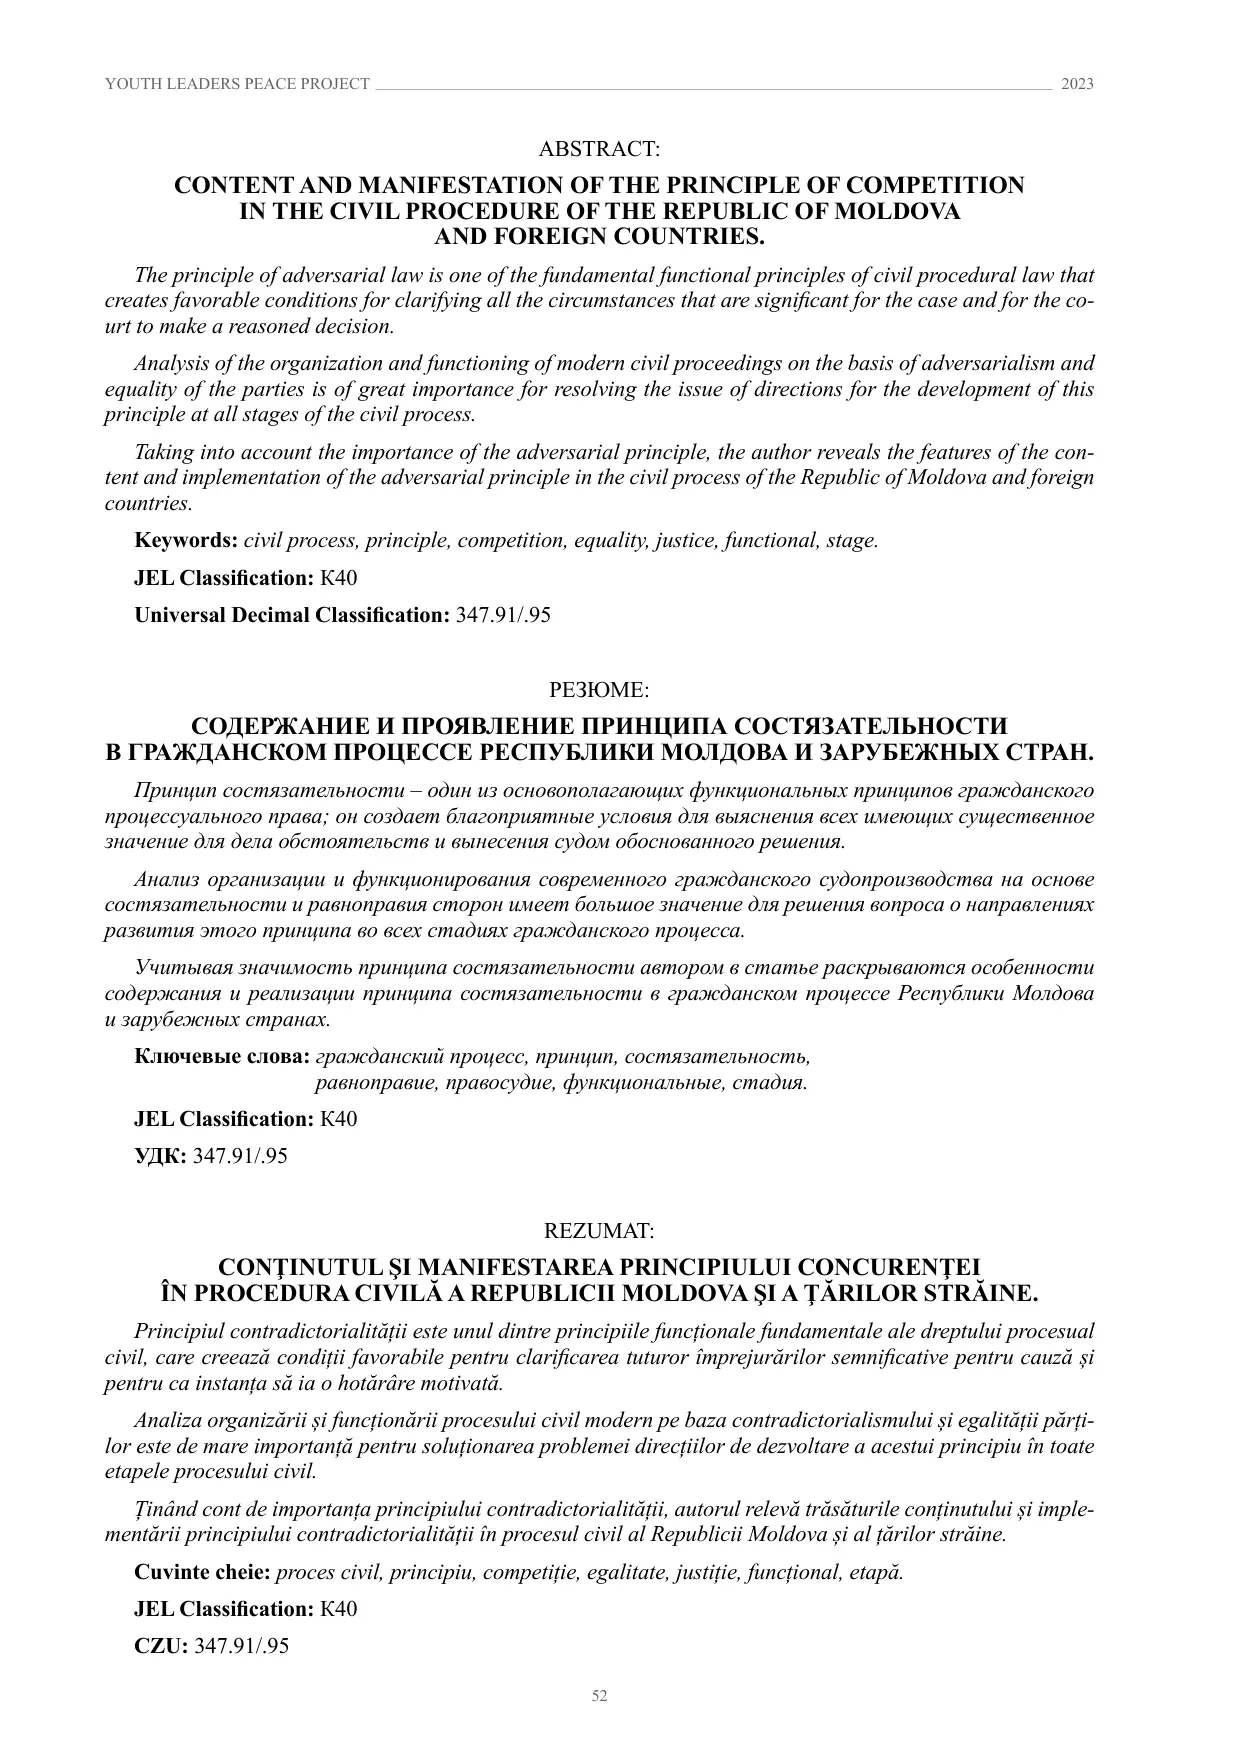 YOUTH LEADERS PEACE PROJECT 2023
ABSTRACT:
CONTENT AND MANIFESTATION OF THE PRINCIPLE OF COMPETITION
IN THE CIVIL PROCEDURE OF THE REPUBLIC OF MOLDOVA
AND FOREIGN COUNTRIES.
The principle of adversarial law is one of the fundamental functional principles of civil procedural law that
creates favorable conditions for clarifying all the circumstances that are significant for the case and for the co-
urt to make a reasoned decision.
Analysis of the organization and functioning of modern civil proceedings on the basis of adversarialism and
equality of the parties is of great importance for resolving the issue of directions for the development of this
principle at all stages of the civil process.
Taking into account the importance of the adversarial principle, the author reveals the features of the con-
tent and implementation of the adversarial principle in the civil process of the Republic of Moldova and foreign
countries.
Keywords: civil process, principle, competition, equality, justice, functional, stage.
JEL Classification: К40
Universal Decimal Classification: 347.91/.95
РЕЗЮМЕ:
СОДЕРЖАНИЕ И ПРОЯВЛЕНИЕ ПРИНЦИПА СОСТЯЗАТЕЛЬНОСТИ
В ГРАЖДАНСКОМ ПРОЦЕССЕ РЕСПУБЛИКИ МОЛДОВА И ЗАРУБЕЖНЫХ СТРАН.
Принцип состязательности – один из основополагающих функциональных принципов гражданского
процессуального права; он создает благоприятные условия для выяснения всех имеющих существенное
значение для дела обстоятельств и вынесения судом обоснованного решения.
Анализ организации и функционирования современного гражданского судопроизводства на основе
состязательности и равноправия сторон имеет большое значение для решения вопроса о направлениях
развития этого принципа во всех стадиях гражданского процесса.
Учитывая значимость принципа состязательности автором в статье раскрываются особенности
содержания и реализации принципа состязательности в гражданском процессе Республики Молдова
и зарубежных странах.
Ключевые слова: гражданский процесс, принцип, состязательность,
равноправие, правосудие, функциональные, стадия.
JEL Classification: К40
УДК: 347.91/.95
REZUMAT:
CONŢINUTUL ŞI MANIFESTAREA PRINCIPIULUI CONCURENŢEI
ÎN PROCEDURA CIVILĂ A REPUBLICII MOLDOVA ŞI A ŢĂRILOR STRĂINE.
Principiul contradictorialității este unul dintre principiile funcționale fundamentale ale dreptului procesual
civil, care creează condiții favorabile pentru clarificarea tuturor împrejurărilor semnificative pentru cauză și
pentru ca instanța să ia o hotărâre motivată.
Analiza organizării și funcționării procesului civil modern pe baza contradictorialismului și egalității părți-
lor este de mare importanță pentru soluționarea problemei direcțiilor de dezvoltare a acestui principiu în toate
etapele procesului civil.
Ținând cont de importanța principiului contradictorialității, autorul relevă trăsăturile conținutului și imple-
mentării principiului contradictorialității în procesul civil al Republicii Moldova și al țărilor străine.
Cuvinte cheie: proces civil, principiu, competiție, egalitate, justiție, funcțional, etapă.
JEL Classification: К40
CZU: 347.91/.95
52